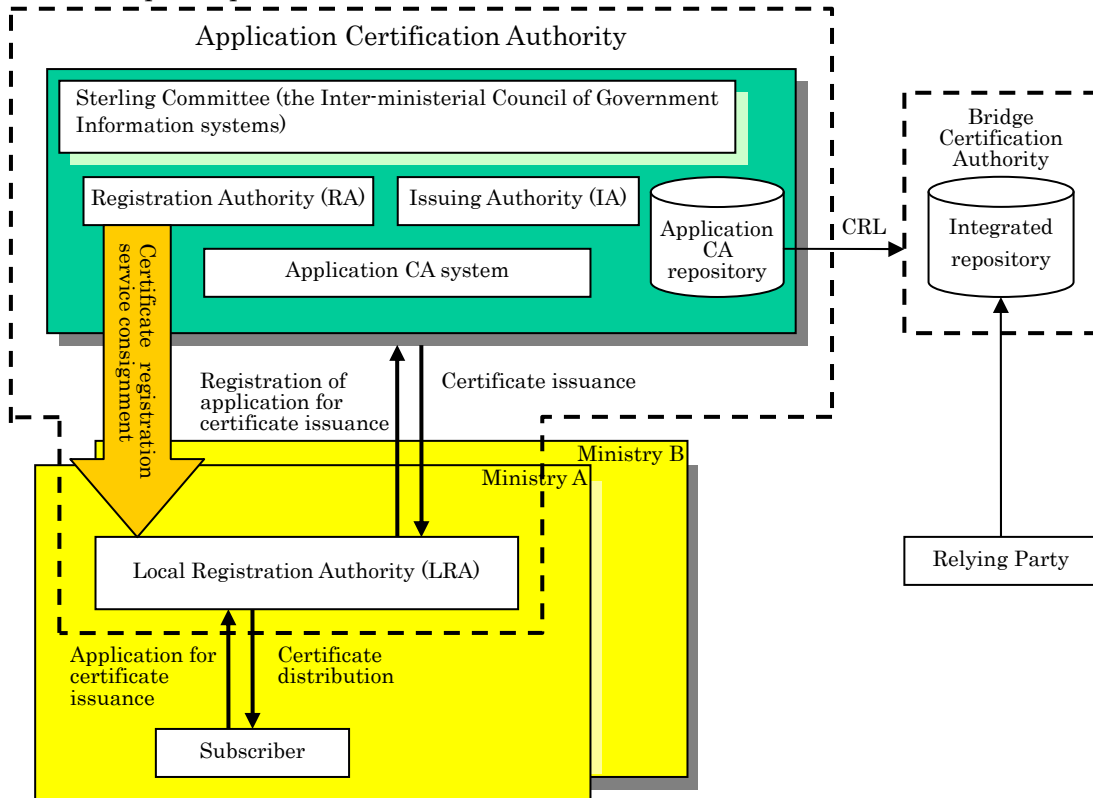 Application Certification Authority
Sterling Committee (the Inter-ministerial Council of Government
Information systems)
Registration Authority (RA)
Issuing Authority (IA)
Application CA system
Application
CA
repository
CRL
Bridge
Certification
Authority
Integrated
repository
Certificate registration
service consignment
Registration of
application for
certificate issuance
Certificate issuance
Ministry B
Ministry A
Local Registration Authority (LRA)
Relying Party
Application for
certificate
issuance
Certificate
distribution
Subscriber